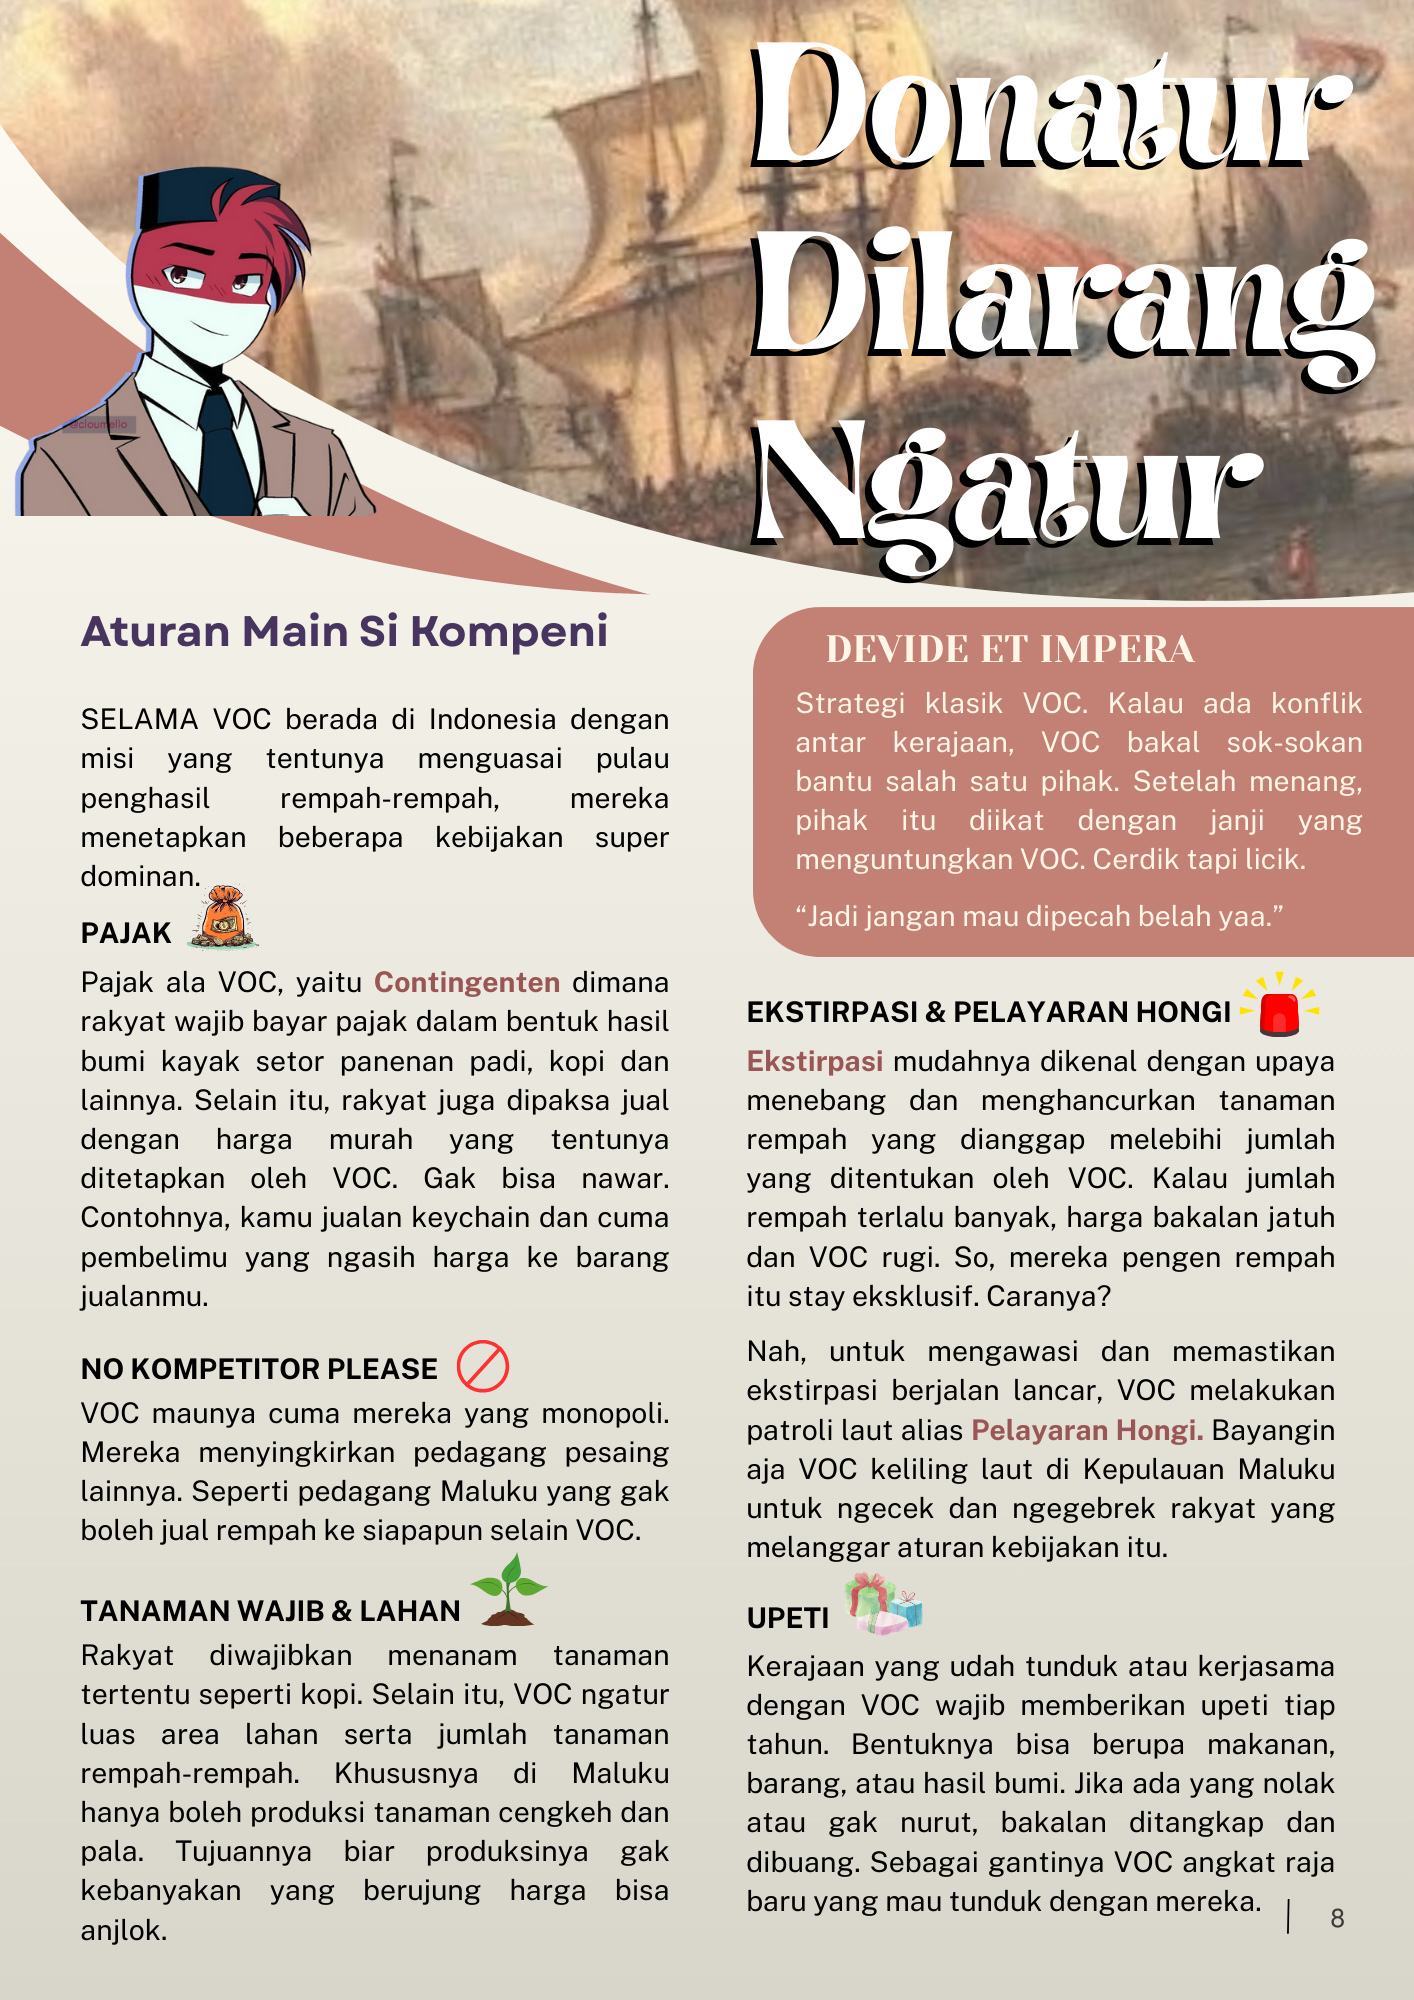 Donatur
Dilarang
Ngatur
@cloumello
Aturan Main Si Kompeni
SELAMA VOC berada di Indonesia dengan
misi yang tentunya menguasai pulau
penghasil rempah-rempah, mereka
menetapkan beberapa kebijakan super
dominan.
PAJAK
Pajak ala VOC, yaitu Contingenten dimana
rakyat wajib bayar pajak dalam bentuk hasil
bumi kayak setor panenan padi, kopi dan
lainnya. Selain itu, rakyat juga dipaksa jual
dengan harga murah yang tentunya
ditetapkan oleh VOC. Gak bisa nawar.
Contohnya, kamu jualan keychain dan cuma
pembelimu yang ngasih harga ke barang
jualanmu.
NO KOMPETITOR PLEASE
VOC maunya cuma mereka yang monopoli.
Mereka menyingkirkan pedagang pesaing
lainnya. Seperti pedagang Maluku yang gak
boleh jual rempah ke siapapun selain VOC.
TANAMAN WAJIB & LAHAN
Rakyat diwajibkan menanam tanaman
tertentu seperti kopi. Selain itu, VOC ngatur
luas area lahan serta jumlah tanaman
rempah-rempah. Khususnya di Maluku
hanya boleh produksi tanaman cengkeh dan
pala. Tujuannya biar produksinya gak
kebanyakan yang berujung harga bisa
anjlok.
DEVIDE ET IMPERA
Strategi klasik VOC. Kalau ada konflik
antar kerajaan, VOC bakal sok-sokan
bantu salah satu pihak. Setelah menang,
pihak itu diikat dengan janji yang
menguntungkan VOC. Cerdik tapi licik.
“Jadi jangan mau dipecah belah yaa.”
EKSTIRPASI & PELAYARAN HONGI
Ekstirpasi mudahnya dikenal dengan upaya
menebang dan menghancurkan tanaman
rempah yang dianggap melebihi jumlah
yang ditentukan oleh VOC. Kalau jumlah
rempah terlalu banyak, harga bakalan jatuh
dan VOC rugi. So, mereka pengen rempah
itu stay eksklusif. Caranya?
Nah, untuk mengawasi dan memastikan
ekstirpasi berjalan lancar, VOC melakukan
patroli laut alias Pelayaran Hongi. Bayangin
aja VOC keliling laut di Kepulauan Maluku
untuk ngecek dan ngegebrek rakyat yang
melanggar aturan kebijakan itu.
UPETI
Kerajaan yang udah tunduk atau kerjasama
dengan VOC wajib memberikan upeti tiap
tahun. Bentuknya bisa berupa makanan,
barang, atau hasil bumi. Jika ada yang nolak
atau gak nurut, bakalan ditangkap dan
dibuang. Sebagai gantinya VOC angkat raja
baru yang mau tunduk dengan mereka.
8